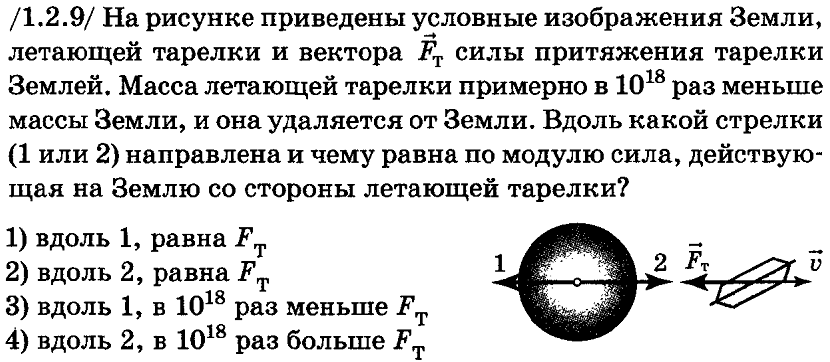 /1.2.9/ На рисунке приведены условные изображения Земли,
летающей тарелки и вектора F⃗т силы притяжения тарелки
Землей. Масса летающей тарелки примерно в 10¹⁸ раз меньше
массы Земли, и она удаляется от Земли. Вдоль какой стрелки
(1 или 2) направлена и чему равна по модулю сила, действую-
щая на Землю со стороны летающей тарелки?
1) вдоль 1, равна Fт
2) вдоль 2, равна Fт
3) вдоль 1, в 10¹⁸ раз меньше Fт
4) вдоль 2, в 10¹⁸ раз больше Fт
1 2 F⃗т v⃗